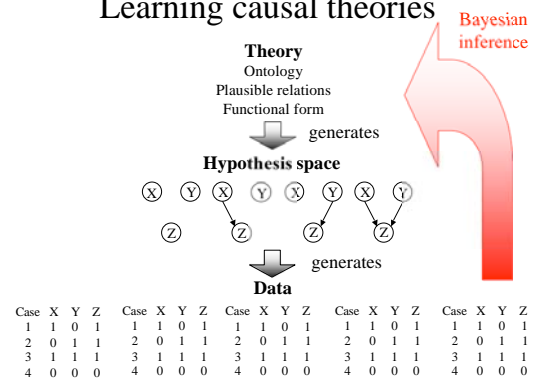 Learning causal theories
Bayesian
inference
Theory
Ontology
Plausible relations
Functional form
generates
Hypothesis space
X Y X Y X Y X Y
Z Z Z Z
generates
Data
Case X Y Z Case X Y Z Case X Y Z Case X Y Z Case X Y Z
1 1 0 1 1 1 0 1 1 1 0 1 1 1 0 1 1 1 0 1
2 0 1 1 2 0 1 1 2 0 1 1 2 0 1 1 2 0 1 1
3 1 1 1 3 1 1 1 3 1 1 1 3 1 1 1 3 1 1 1
4 0 0 0 4 0 0 0 4 0 0 0 4 0 0 0 4 0 0 0